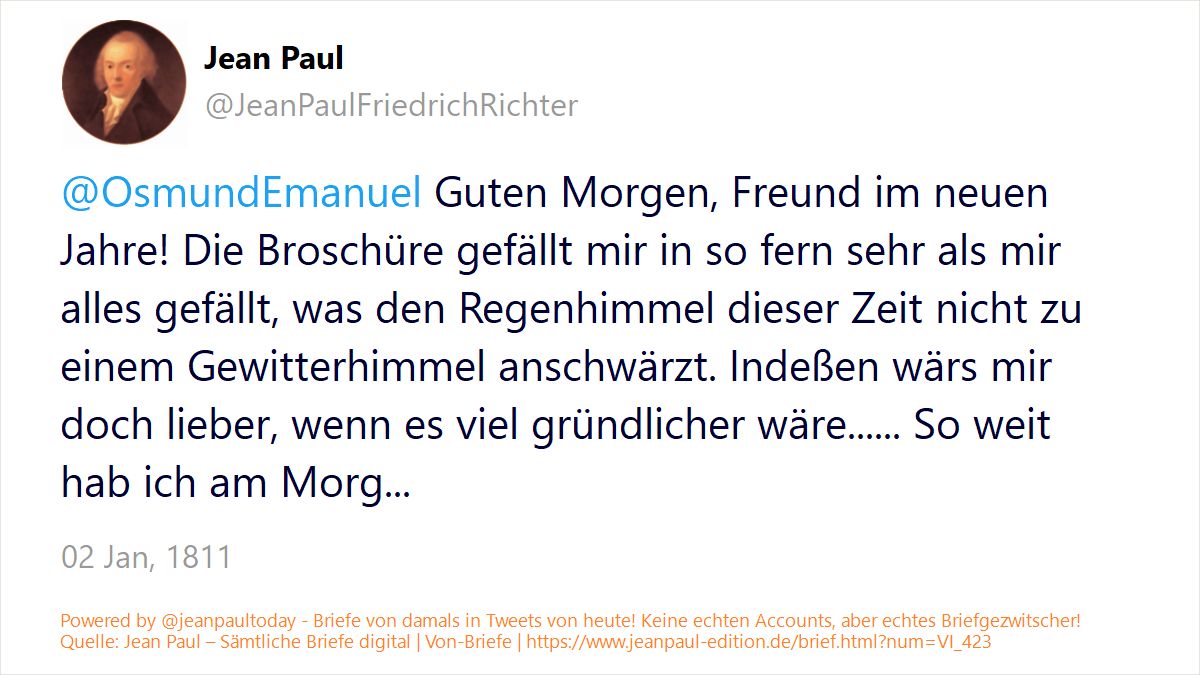 Jean Paul
@JeanPaulFriedrichRichter
@OsmundEmanuel Guten Morgen, Freund im neuen
Jahre! Die Broschüre gefällt mir in so fern sehr als mir
alles gefällt, was den Regenhimmel dieser Zeit nicht zu
einem Gewitterhimmel anschwärzt. Indeßen wärs mir
doch lieber, wenn es viel gründlicher wäre...... So weit
hab ich am Morg...
02 Jan, 1811
Powered by @jeanpaultoday - Briefe von damals in Tweets von heute! Keine echten Accounts, aber echtes Briefgezwitscher!
Quelle: Jean Paul – Sämtliche Briefe digital | Von-Briefe | https://www.jeanpaul-edition.de/brief.html?num=VI_423